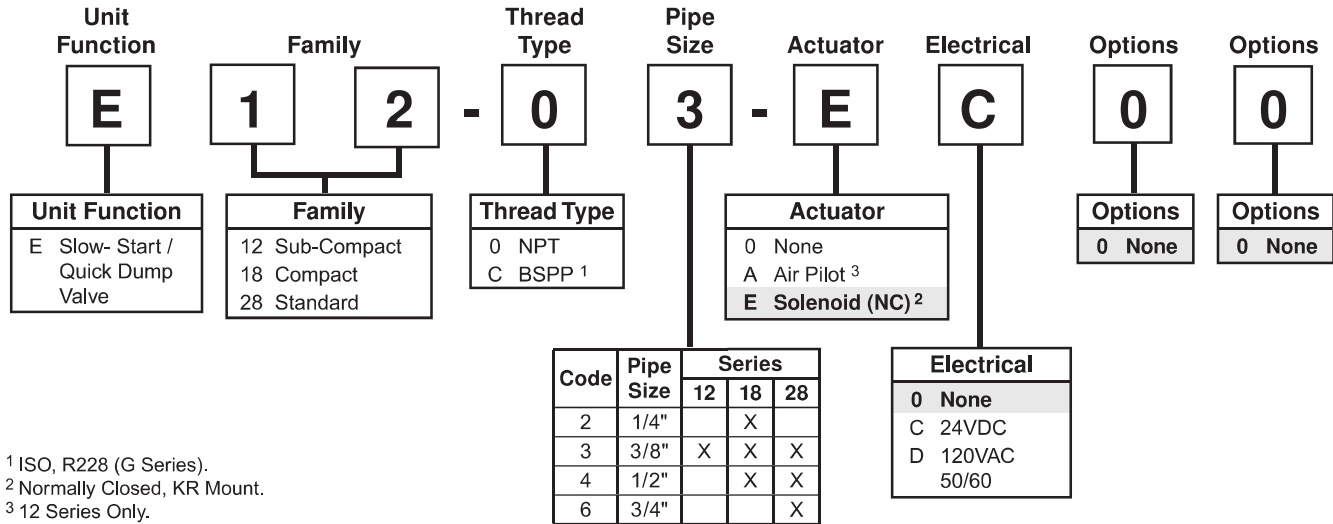 Unit Function
Family
Thread Type
Pipe Size
Actuator
Electrical
Options
Options
E 1 2 - 0 3 - E C 0 0
Unit Function
E Slow- Start /
Quick Dump
Valve
Family
12 Sub-Compact
18 Compact
28 Standard
Thread Type
0 NPT
C BSPP 1
Actuator
0 None
A Air Pilot 3
E Solenoid (NC) 2
Options
0 None
Options
0 None
Code Pipe Size Series
12 18 28
2 1/4" X
3 3/8" X X X
4 1/2" X X
6 3/4" X
Electrical
0 None
C 24VDC
D 120VAC
50/60
1 ISO, R228 (G Series).
2 Normally Closed, KR Mount.
3 12 Series Only.